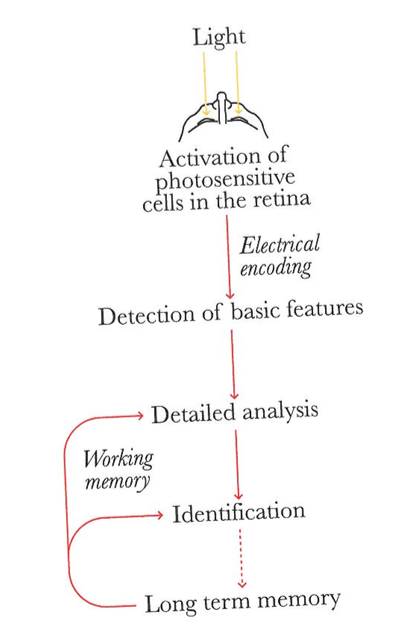 Light
Activation of
photosensitive
cells in the retina
Electrical
encoding
Detection of basic features
Detailed analysis
Working
memory
Identification
Long term memory